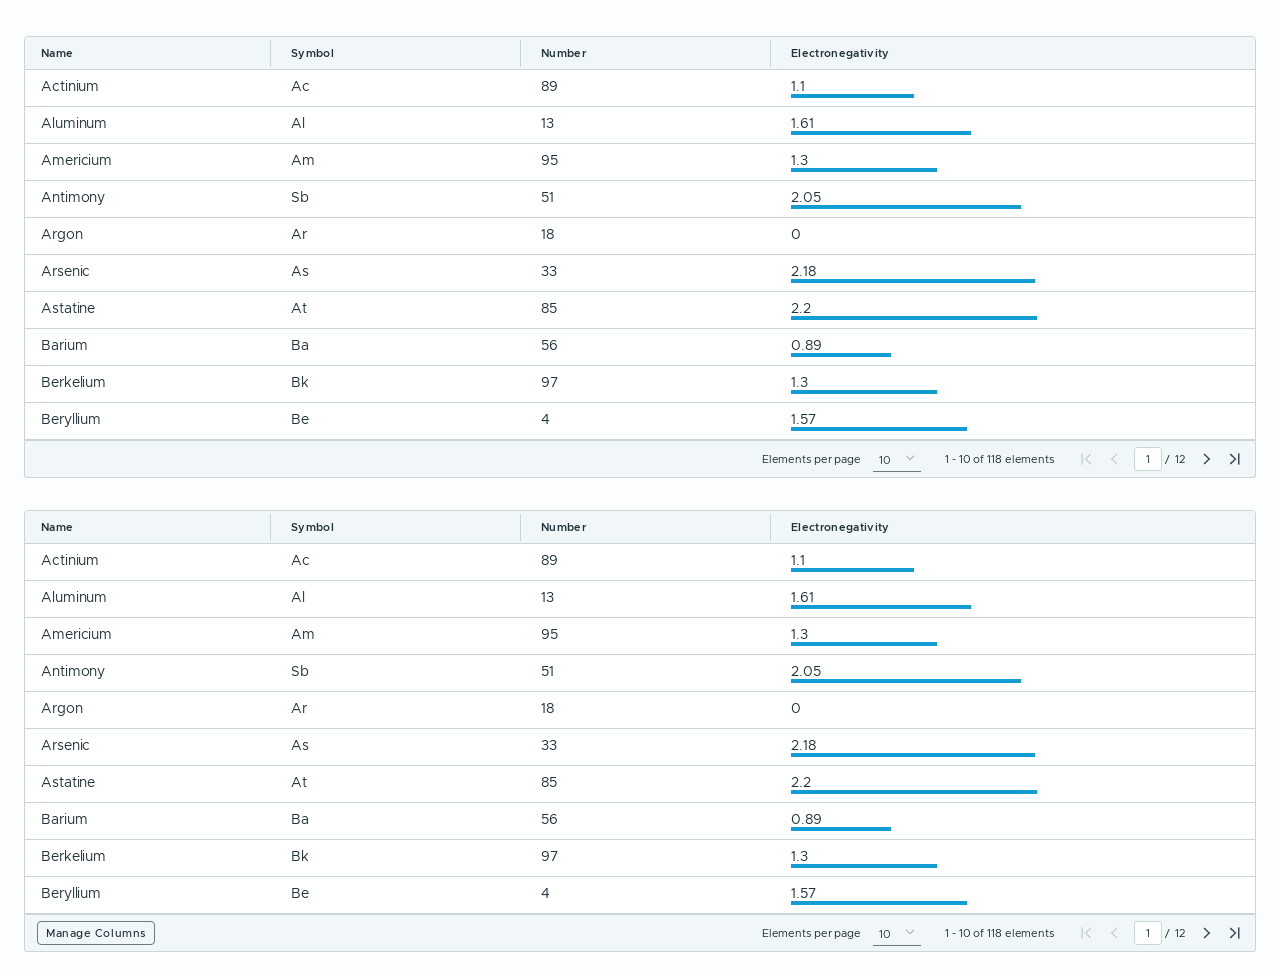 Name Symbol Number Electronegativity
Actinium Ac 89 1.1
Aluminum Al 13 1.61
Americium Am 95 1.3
Antimony Sb 51 2.05
Argon Ar 18 0
Arsenic As 33 2.18
Astatine At 85 2.2
Barium Ba 56 0.89
Berkelium Bk 97 1.3
Beryllium Be 4 1.57
Elements per page 10 1 - 10 of 118 elements 1 / 12
Name Symbol Number Electronegativity
Actinium Ac 89 1.1
Aluminum Al 13 1.61
Americium Am 95 1.3
Antimony Sb 51 2.05
Argon Ar 18 0
Arsenic As 33 2.18
Astatine At 85 2.2
Barium Ba 56 0.89
Berkelium Bk 97 1.3
Beryllium Be 4 1.57
Manage Columns Elements per page 10 1 - 10 of 118 elements 1 / 12